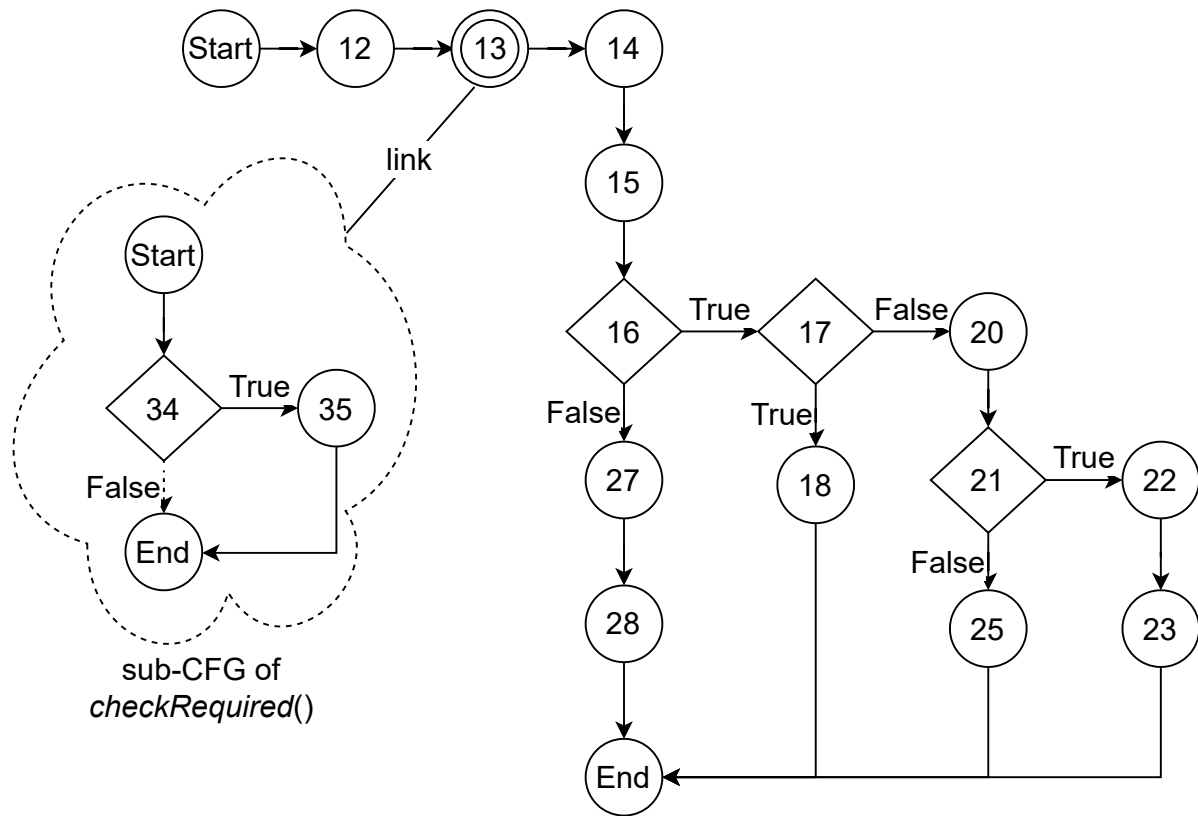 Start
12
13
14
link
15
Start
16
True
17
False
20
34
True
35
False
True
False
End
27
18
21
True
22
False
28
25
23
sub-CFG of
checkRequired()
End